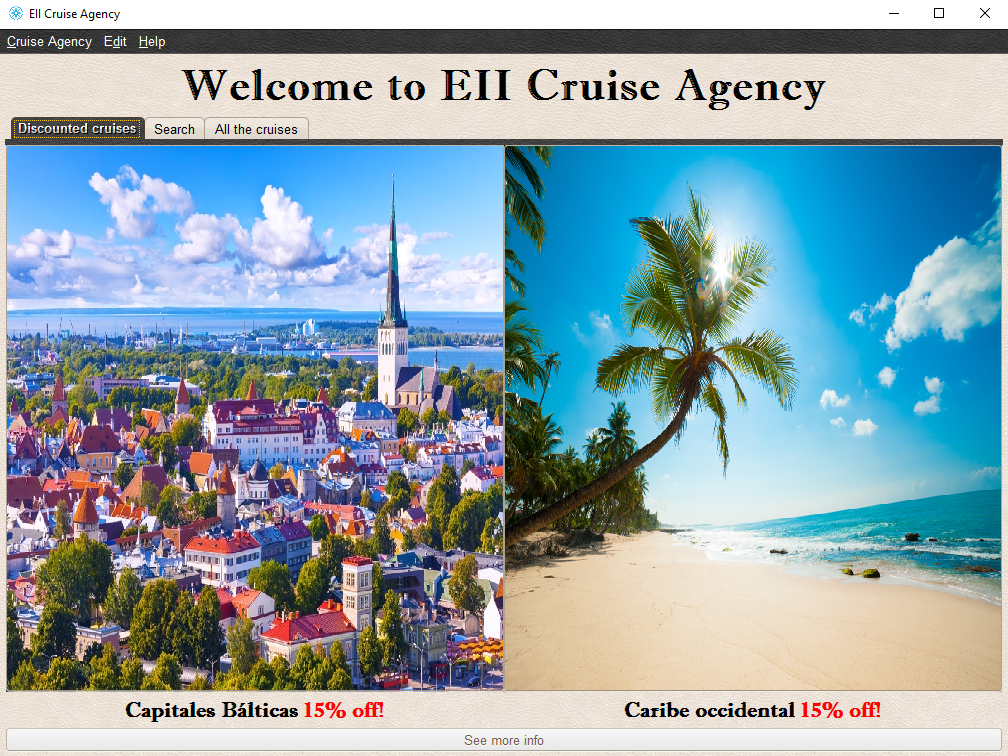 EII Cruise Agency
Cruise Agency Edit Help
Welcome to EII Cruise Agency
Discounted cruises Search All the cruises
Capitales Bálticas 15% off! Caribe occidental 15% off!
See more info